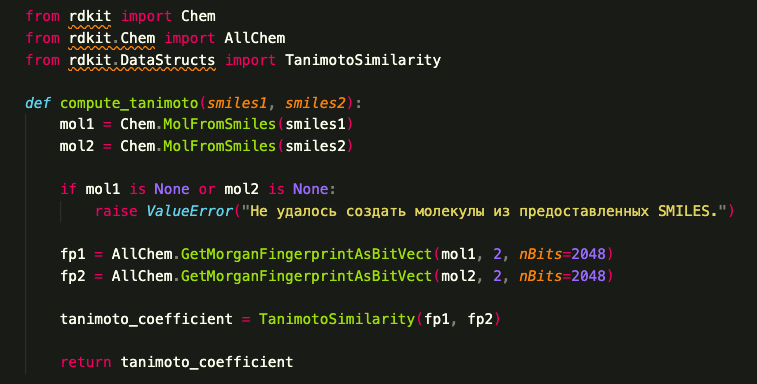 from rdkit import Chem
from rdkit.Chem import AllChem
from rdkit.DataStructs import TanimotoSimilarity
def compute_tanimoto(smiles1, smiles2):
mol1 = Chem.MolFromSmiles(smiles1)
mol2 = Chem.MolFromSmiles(smiles2)
if mol1 is None or mol2 is None:
raise ValueError("Не удалось создать молекулы из предоставленных SMILES.")
fp1 = AllChem.GetMorganFingerprintAsBitVect(mol1, 2, nBits=2048)
fp2 = AllChem.GetMorganFingerprintAsBitVect(mol2, 2, nBits=2048)
tanimoto_coefficient = TanimotoSimilarity(fp1, fp2)
return tanimoto_coefficient